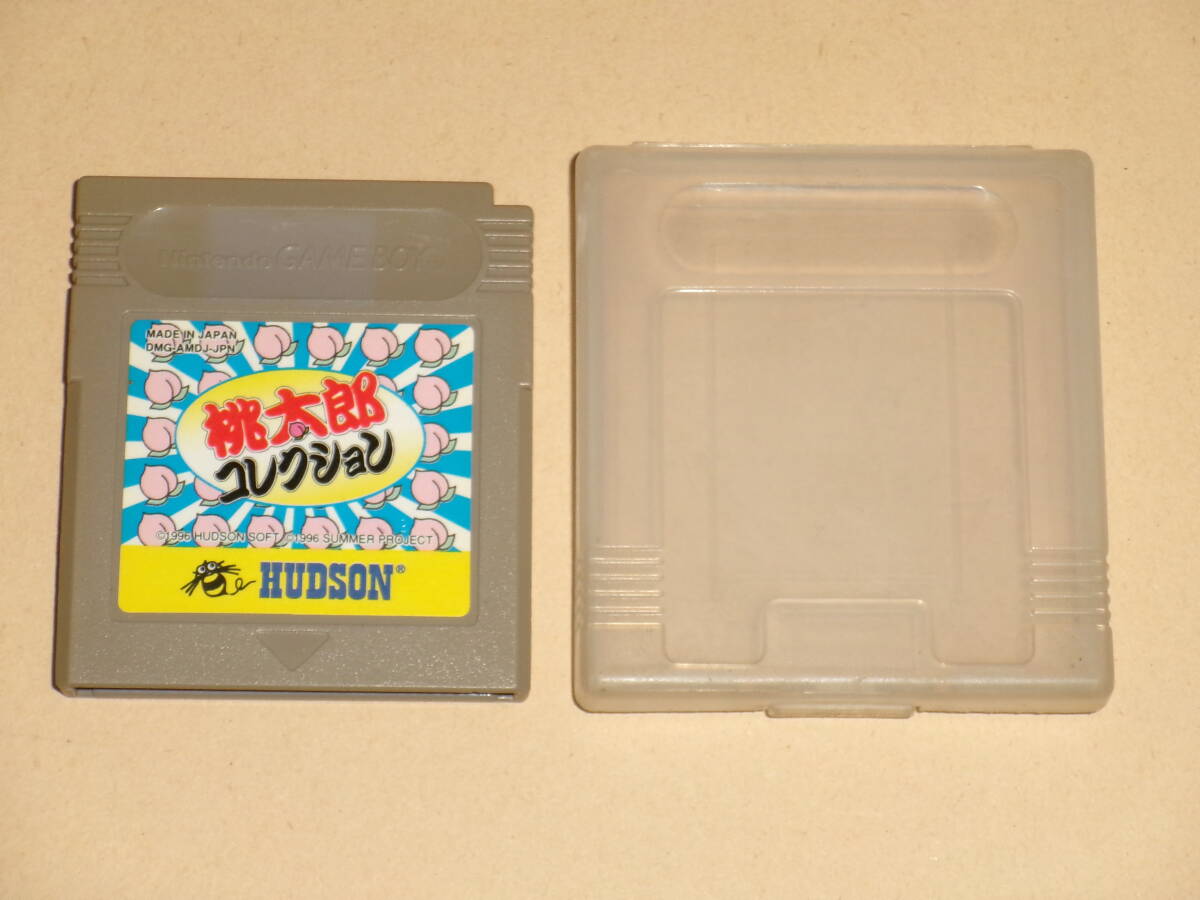 Nintendo GAME BOY
MADE IN JAPAN
DMG-AMDJ-JPN
桃太郎
コレクション
©1996 HUDSON SOFT ©1996 SUMMER PROJECT
HUDSON®